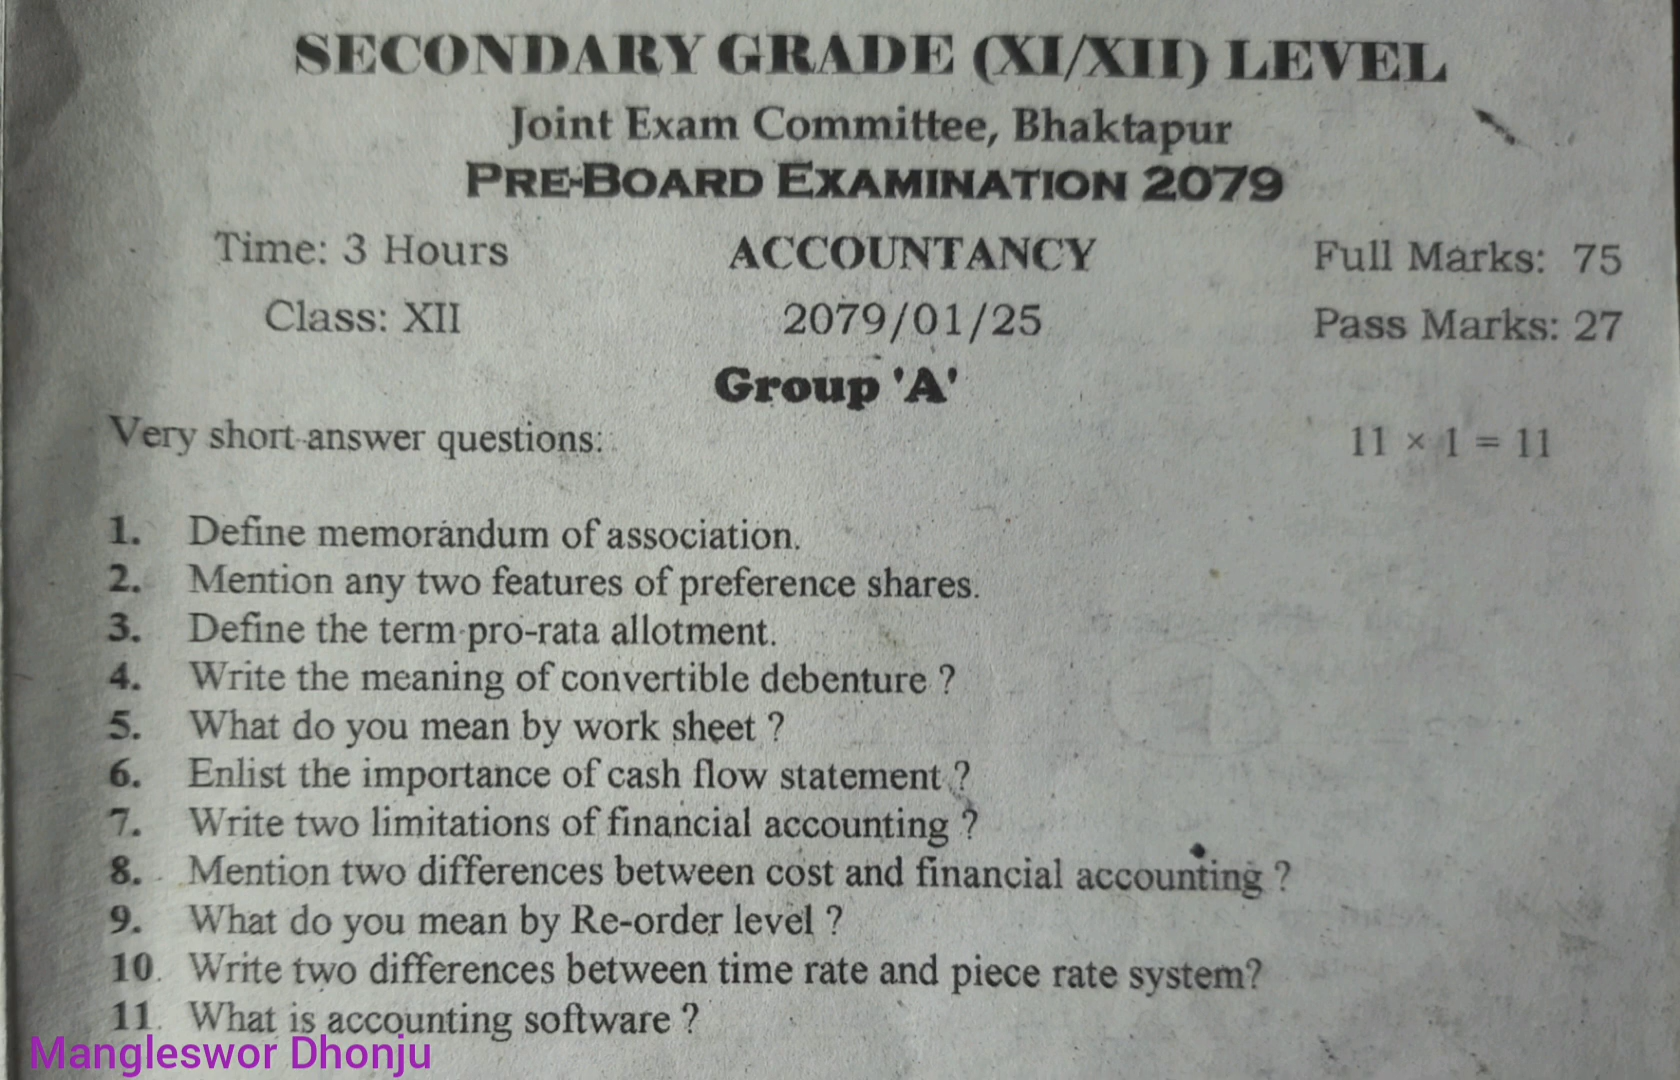 SECONDARY GRADE (XI/XII) LEVEL
Joint Exam Committee, Bhaktapur
PRE-BOARD EXAMINATION 2079
Time: 3 Hours ACCOUNTANCY Full Marks: 75
Class: XII 2079/01/25 Pass Marks: 27
Group 'A'
Very short answer questions: 11 × 1 = 11
1. Define memorandum of association.
2. Mention any two features of preference shares.
3. Define the term pro-rata allotment.
4. Write the meaning of convertible debenture ?
5. What do you mean by work sheet ?
6. Enlist the importance of cash flow statement ?
7. Write two limitations of financial accounting ?
8. Mention two differences between cost and financial accounting ?
9. What do you mean by Re-order level ?
10. Write two differences between time rate and piece rate system?
11. What is accounting software ?
Mangleswor Dhonju